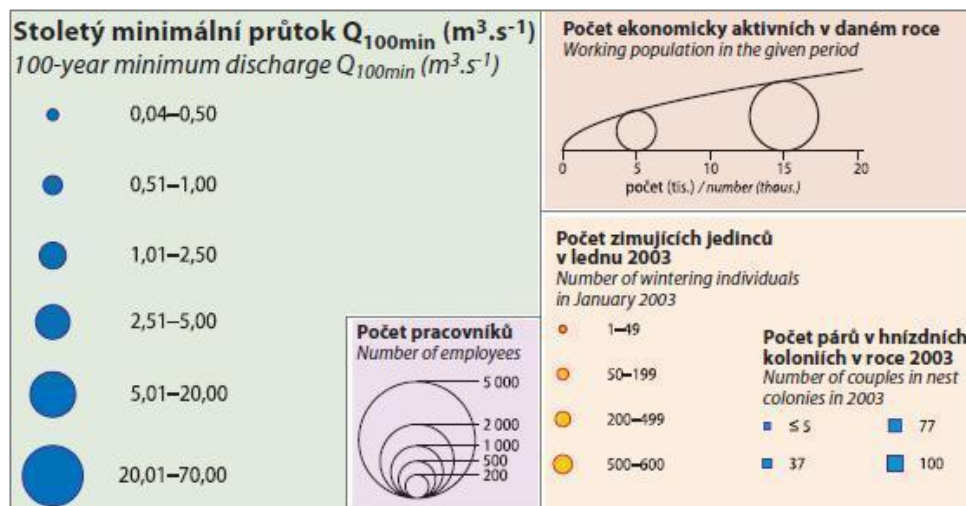 Stoletý minimální průtok Q100min (m³.s-¹)
100-year minimum discharge Q100min (m³.s-¹)
0,04–0,50
0,51–1,00
1,01–2,50
2,51–5,00
5,01–20,00
20,01–70,00
Počet pracovníků
Number of employees
5 000
2 000
1 000
500
200
Počet ekonomicky aktivních v daném roce
Working population in the given period
0 5 10 15 20
počet (tis.) / number (thous.)
Počet zimujících jedinců
v lednu 2003
Number of wintering individuals
in January 2003
1–49
50–199
200–499
500–600
Počet párů v hnízdních
koloniích v roce 2003
Number of couples in nest
colonies in 2003
≤ 5 77
37 100